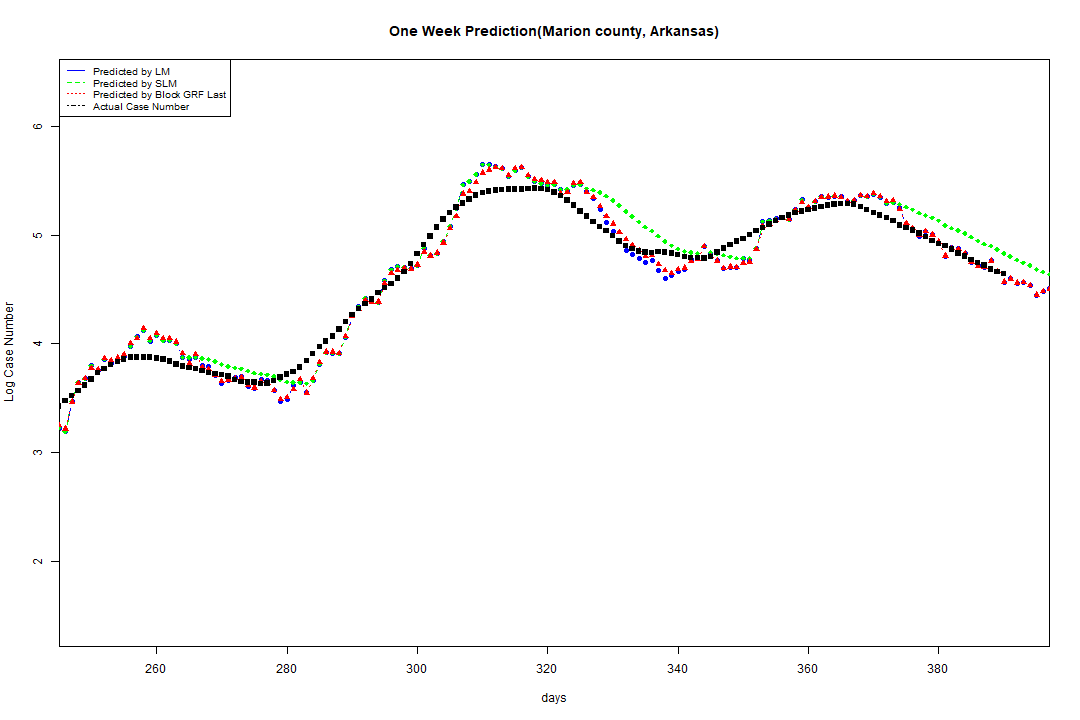 One Week Prediction(Marion county, Arkansas)
Predicted by LM
Predicted by SLM
Predicted by Block GRF Last
Actual Case Number
6
5
4
3
2
Log Case Number
260 280 300 320 340 360 380
days